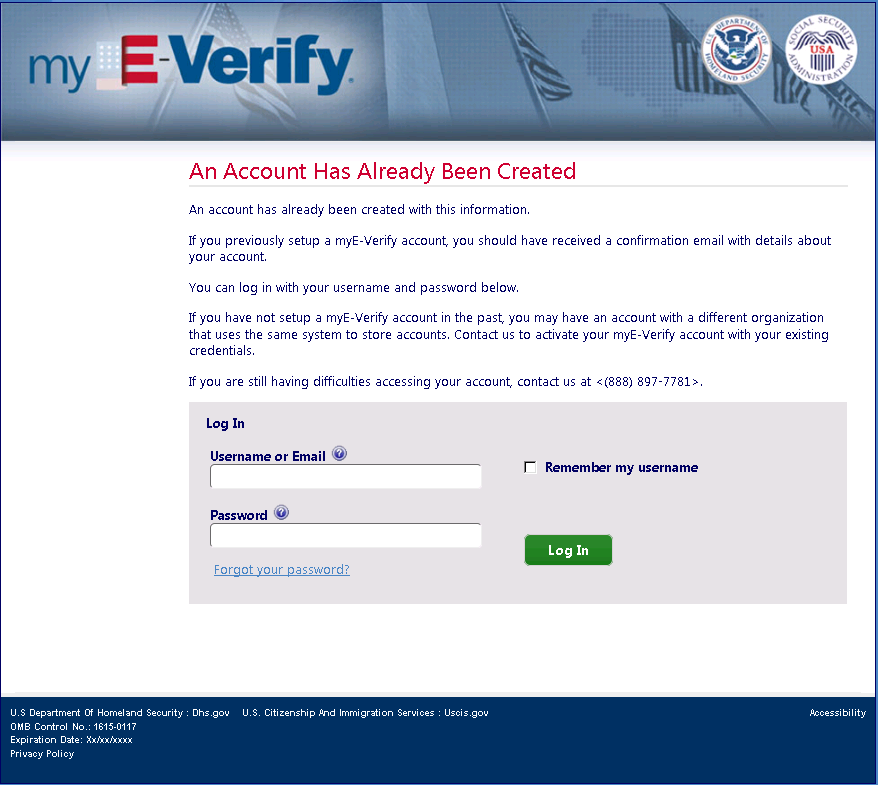 my E-Verify®
U.S. DEPARTMENT OF HOMELAND SECURITY
SOCIAL SECURITY ADMINISTRATION
USA
An Account Has Already Been Created
An account has already been created with this information.
If you previously setup a myE-Verify account, you should have received a confirmation email with details about
your account.
You can log in with your username and password below.
If you have not setup a myE-Verify account in the past, you may have an account with a different organization
that uses the same system to store accounts. Contact us to activate your myE-Verify account with your existing
credentials.
If you are still having difficulties accessing your account, contact us at <(888) 897-7781>.
Log In
Username or Email ?
Remember my username
Password ?
Log In
Forgot your password?
U.S Department Of Homeland Security : Dhs.gov U.S. Citizenship And Immigration Services : Uscis.gov Accessibility
OMB Control No.: 1615-0117
Expiration Date: Xx/xx/xxxx
Privacy Policy